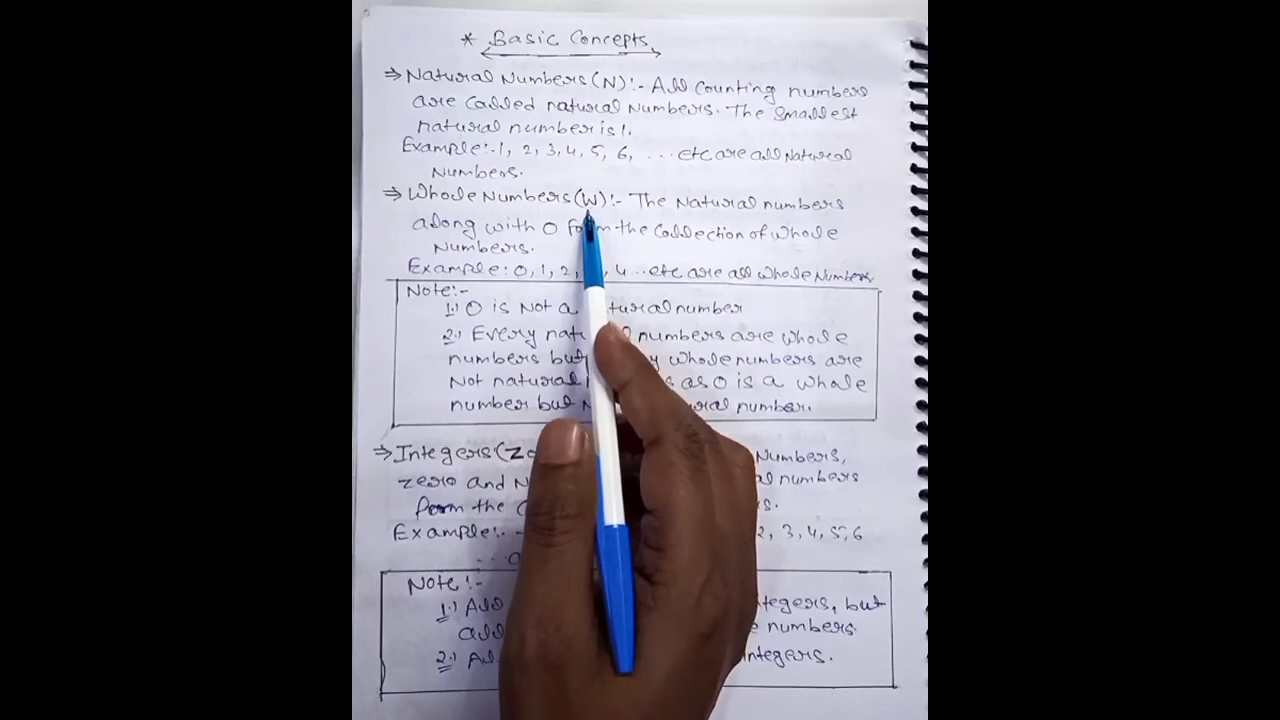 * Basic Concepts
⇒ Natural Numbers (N) :- All Counting numbers
are called natural numbers. The smallest
natural number is 1.
Example:- 1, 2, 3, 4, 5, 6, ... etc are all Natural
Numbers.
⇒ Whole Numbers (W) :- The Natural numbers
along with 0 form the Collection of whole
Numbers.
Example: 0, 1, 2, , 4 ... etc are all whole Numbers.
Note:-
1.) 0 is Not a natural number
2.) Every numbers are whole
numbers but whole numbers are
Not natural as 0 is a whole
number but number.
⇒ Integers ( Numbers,
zero and numbers
form the
Example:- 2, 3, 4, 5, 6
...
Note :-
1.) All integers, but
all numbers.
2.) All integers.